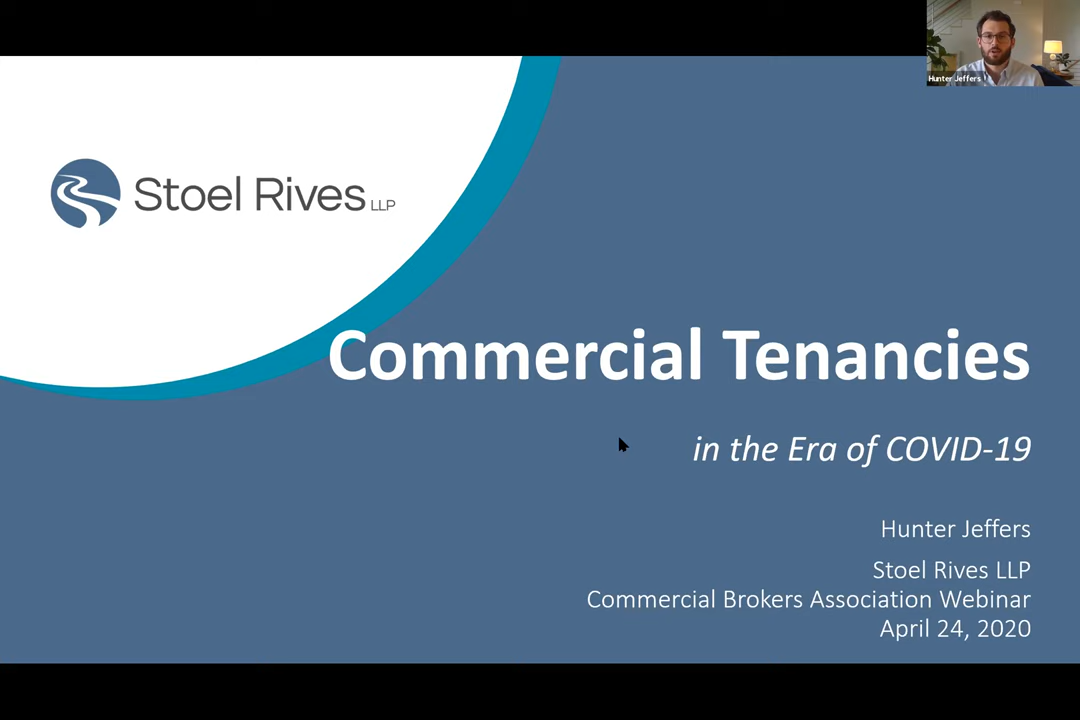 Hunter Jeffers
Stoel Rives LLP
Commercial Tenancies
in the Era of COVID-19
Hunter Jeffers
Stoel Rives LLP
Commercial Brokers Association Webinar
April 24, 2020